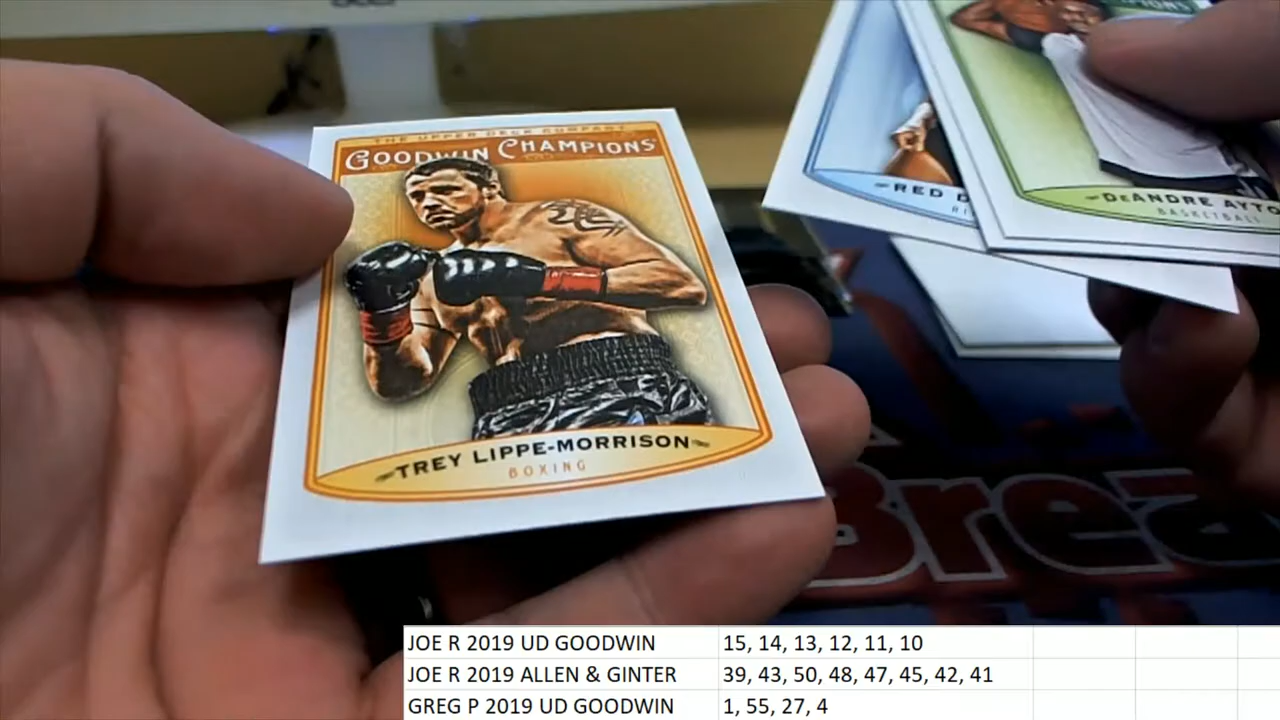 THE UPPER DECK COMPANY
GOODWIN CHAMPIONS
TREY LIPPE-MORRISON
BOXING
RED
DEANDRE AYTO
BASKETBALL
Brea
JOE R 2019 UD GOODWIN 15, 14, 13, 12, 11, 10
JOE R 2019 ALLEN & GINTER 39, 43, 50, 48, 47, 45, 42, 41
GREG P 2019 UD GOODWIN 1, 55, 27, 4